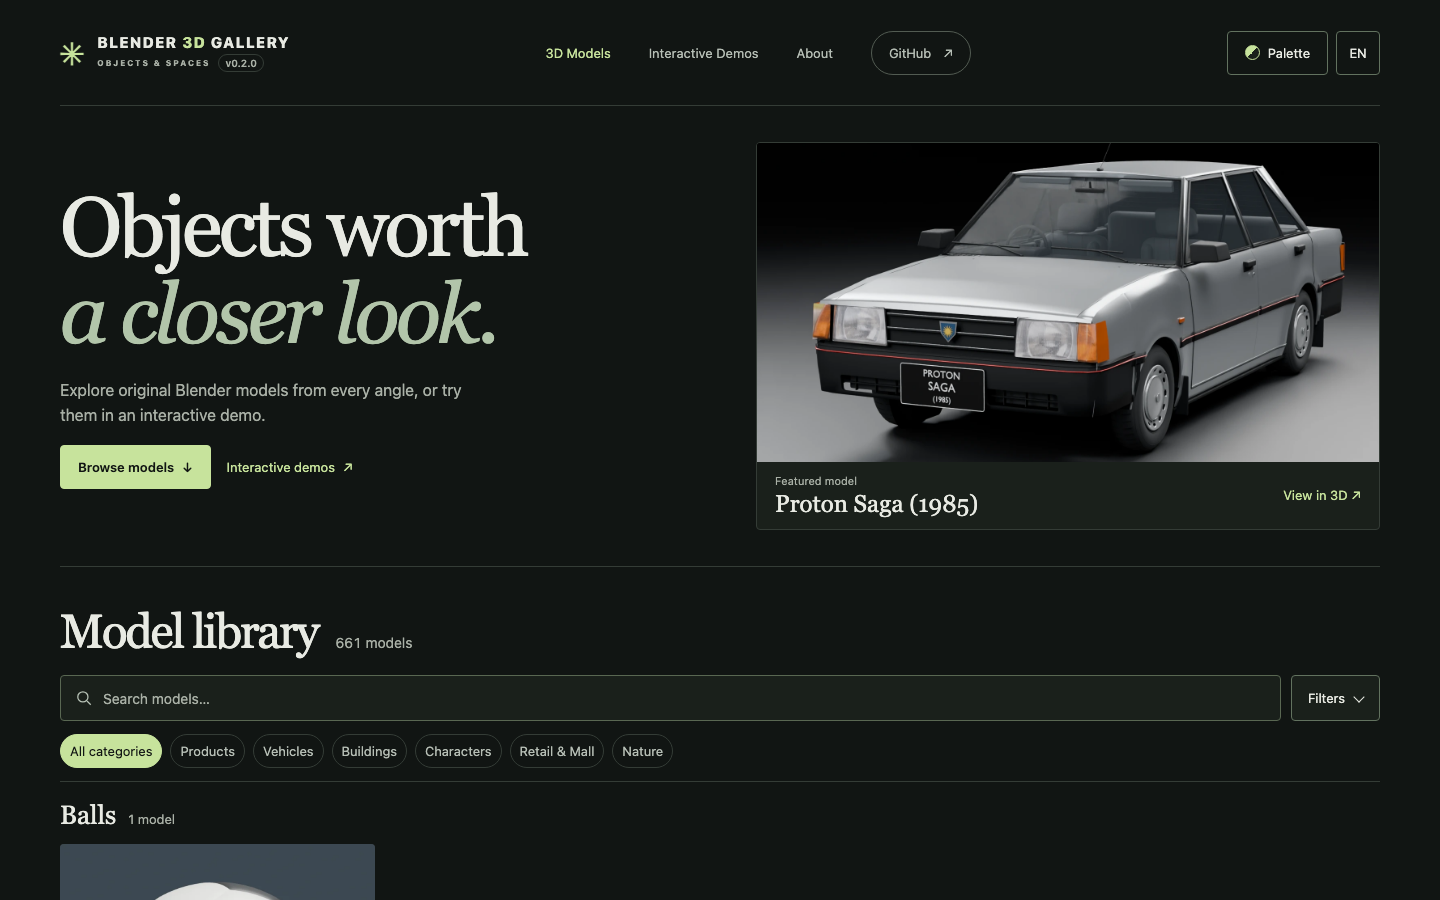 BLENDER 3D GALLERY
OBJECTS & SPACES v0.2.0
3D Models
Interactive Demos
About
GitHub
Palette
EN
Objects worth
a closer look.
Explore original Blender models from every angle, or try
them in an interactive demo.
Browse models
Interactive demos
PROTON
SAGA
(1985)
Featured model
Proton Saga (1985)
View in 3D
Model library 661 models
Search models...
Filters
All categories
Products
Vehicles
Buildings
Characters
Retail & Mall
Nature
Balls 1 model